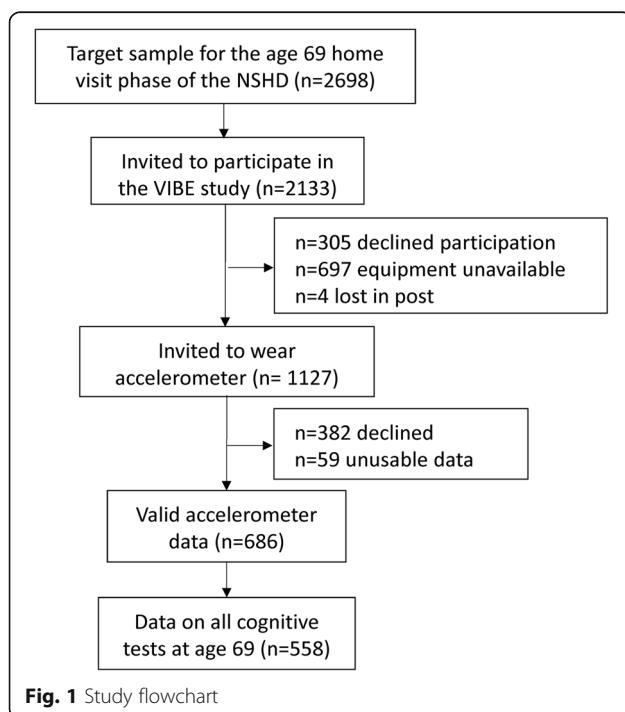 Target sample for the age 69 home
visit phase of the NSHD (n=2698)
Invited to participate in
the VIBE study (n=2133)
n=305 declined participation
n=697 equipment unavailable
n=4 lost in post
Invited to wear
accelerometer (n= 1127)
n=382 declined
n=59 unusable data
Valid accelerometer
data (n=686)
Data on all cognitive
tests at age 69 (n=558)
Fig. 1 Study flowchart